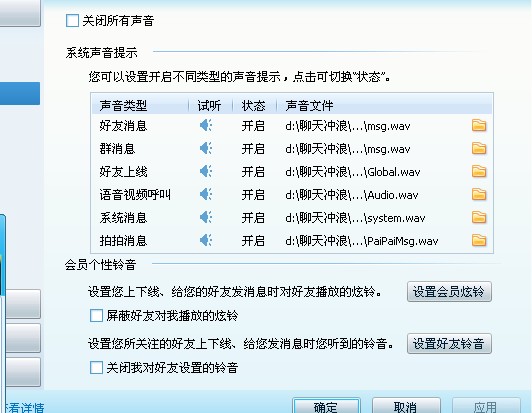 关闭所有声音
系统声音提示
您可以设置开启不同类型的声音提示，点击可切换“状态”。
声音类型 试听 状态 声音文件
好友消息 开启 d:\聊天冲浪\...\msg.wav
群消息 开启 d:\聊天冲浪\...\msg.wav
好友上线 开启 d:\聊天冲浪\...\Global.wav
语音视频呼叫 开启 d:\聊天冲浪\...\Audio.wav
系统消息 开启 d:\聊天冲浪\...\system.wav
拍拍消息 开启 d:\聊天冲浪\...\PaiPaiMsg.wav
会员个性铃音
设置您上下线、给您的好友发消息时对好友播放的炫铃。 设置会员炫铃
屏蔽好友对我播放的炫铃
设置您所关注的好友上下线、给您发消息时您听到的铃音。 设置好友铃音
关闭我对好友设置的铃音
看详情 确定 取消 应用